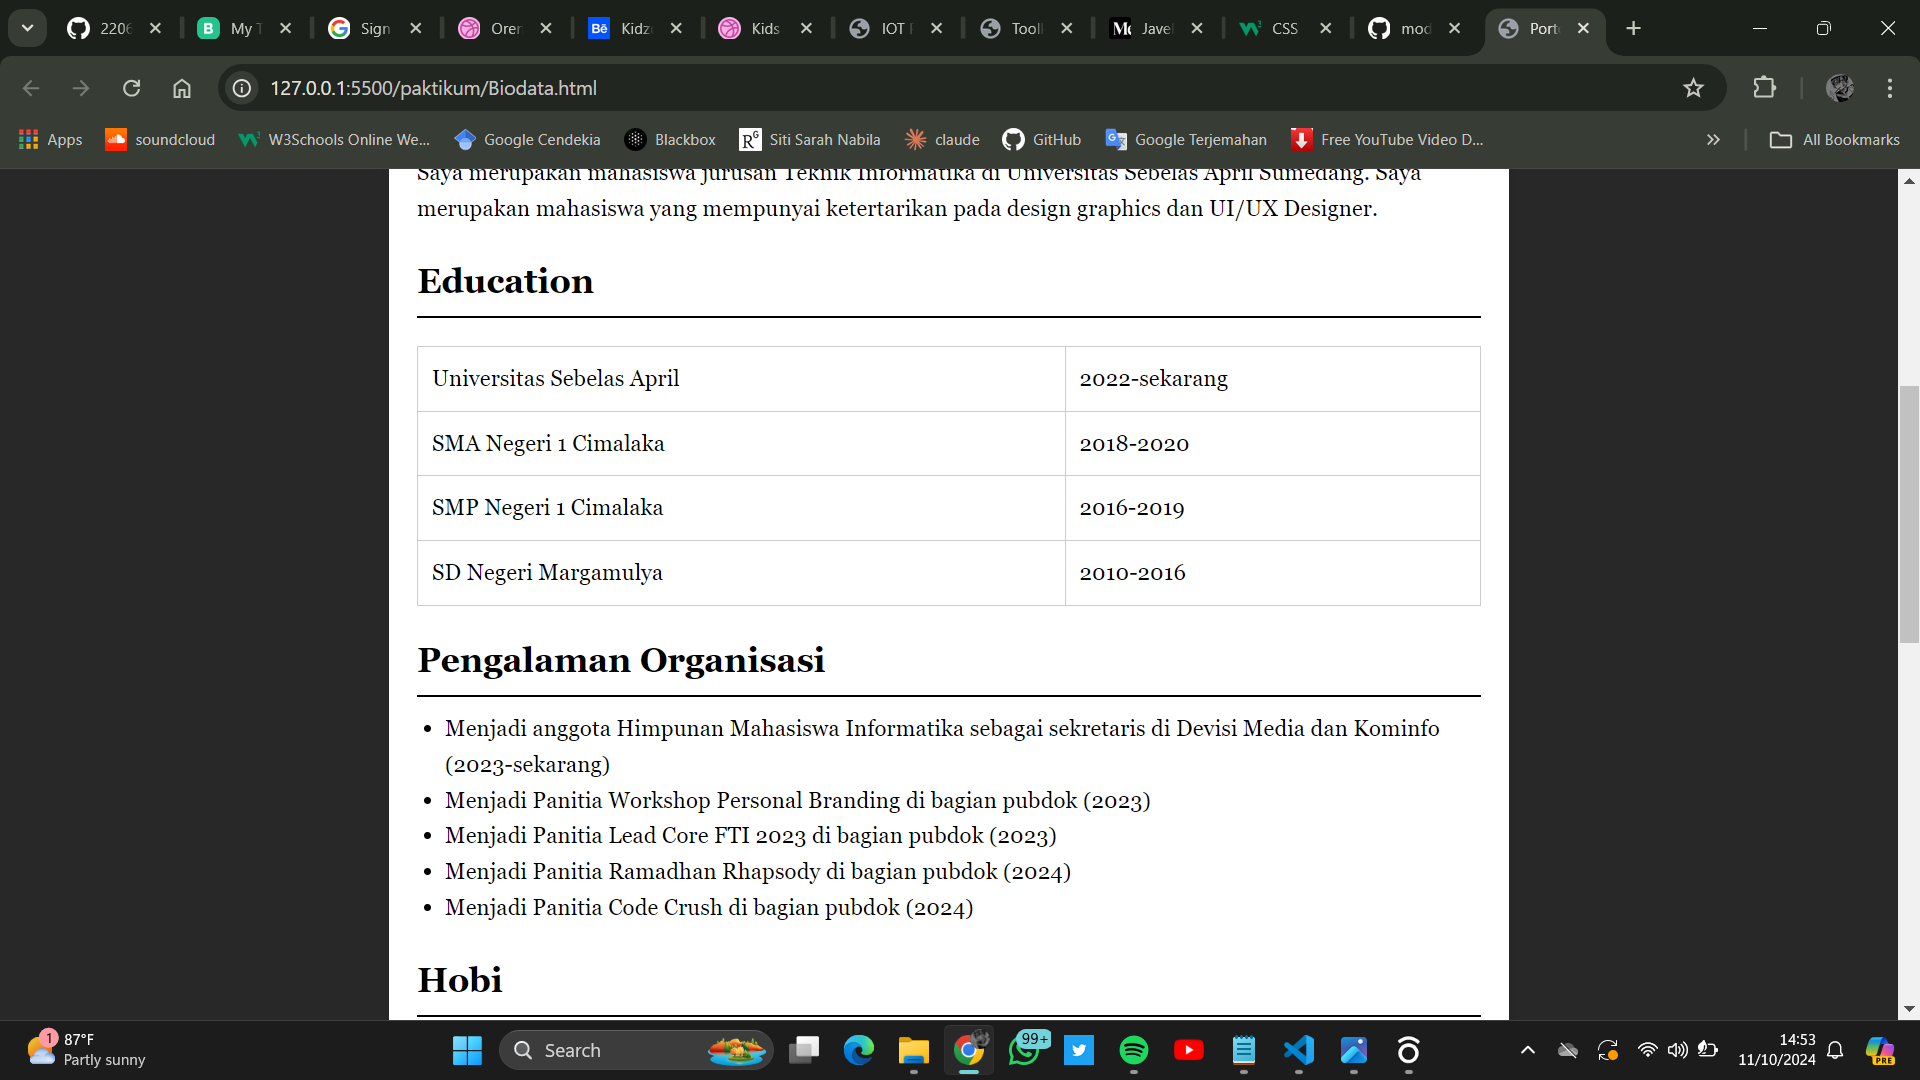 2206
My T
Sign
Orer
Bē
Kidz
Kids
IOT
Tooll
Jave
CSS
mod
Port
127.0.0.1:5500/paktikum/Biodata.html
Apps
soundcloud
W3Schools Online We...
Google Cendekia
Blackbox
Siti Sarah Nabila
claude
GitHub
Google Terjemahan
Free YouTube Video D...
All Bookmarks
Saya merupakan mahasiswa jurusan Teknik Informatika di Universitas Sebelas April Sumedang. Saya
merupakan mahasiswa yang mempunyai ketertarikan pada design graphics dan UI/UX Designer.
Education
Universitas Sebelas April 2022-sekarang
SMA Negeri 1 Cimalaka 2018-2020
SMP Negeri 1 Cimalaka 2016-2019
SD Negeri Margamulya 2010-2016
Pengalaman Organisasi
• Menjadi anggota Himpunan Mahasiswa Informatika sebagai sekretaris di Devisi Media dan Kominfo
(2023-sekarang)
• Menjadi Panitia Workshop Personal Branding di bagian pubdok (2023)
• Menjadi Panitia Lead Core FTI 2023 di bagian pubdok (2023)
• Menjadi Panitia Ramadhan Rhapsody di bagian pubdok (2024)
• Menjadi Panitia Code Crush di bagian pubdok (2024)
Hobi
1
87°F
Partly sunny
Search
99+
14:53
11/10/2024
PRE